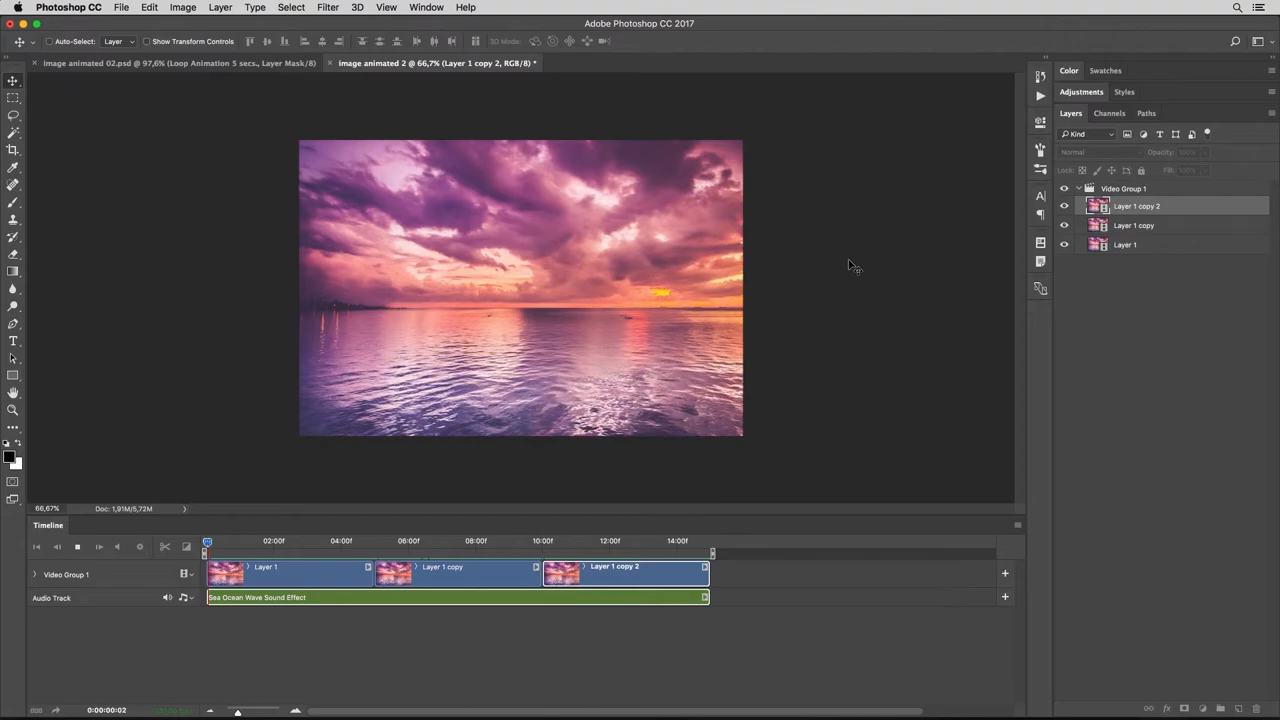 Photoshop CC File Edit Image Layer Type Select Filter 3D View Window Help
Adobe Photoshop CC 2017
Auto-Select: Layer Show Transform Controls 3D Mode:
image animated 02.psd @ 97,6% (Loop Animation 5 secs., Layer Mask/8) image animated 2 @ 66,7% (Layer 1 copy 2, RGB/8) *
Color Swatches
Adjustments Styles
Layers Channels Paths
Kind
Normal Opacity: 100%
Lock: Fill: 100%
Video Group 1
Layer 1 copy 2
Layer 1 copy
Layer 1
66,67% Doc: 1,91M/5,72M
Timeline
02:00f 04:00f 06:00f 08:00f 10:00f 12:00f 14:00f
Video Group 1 Layer 1 Layer 1 copy Layer 1 copy 2
Audio Track Sea Ocean Wave Sound Effect
0:00:00:02